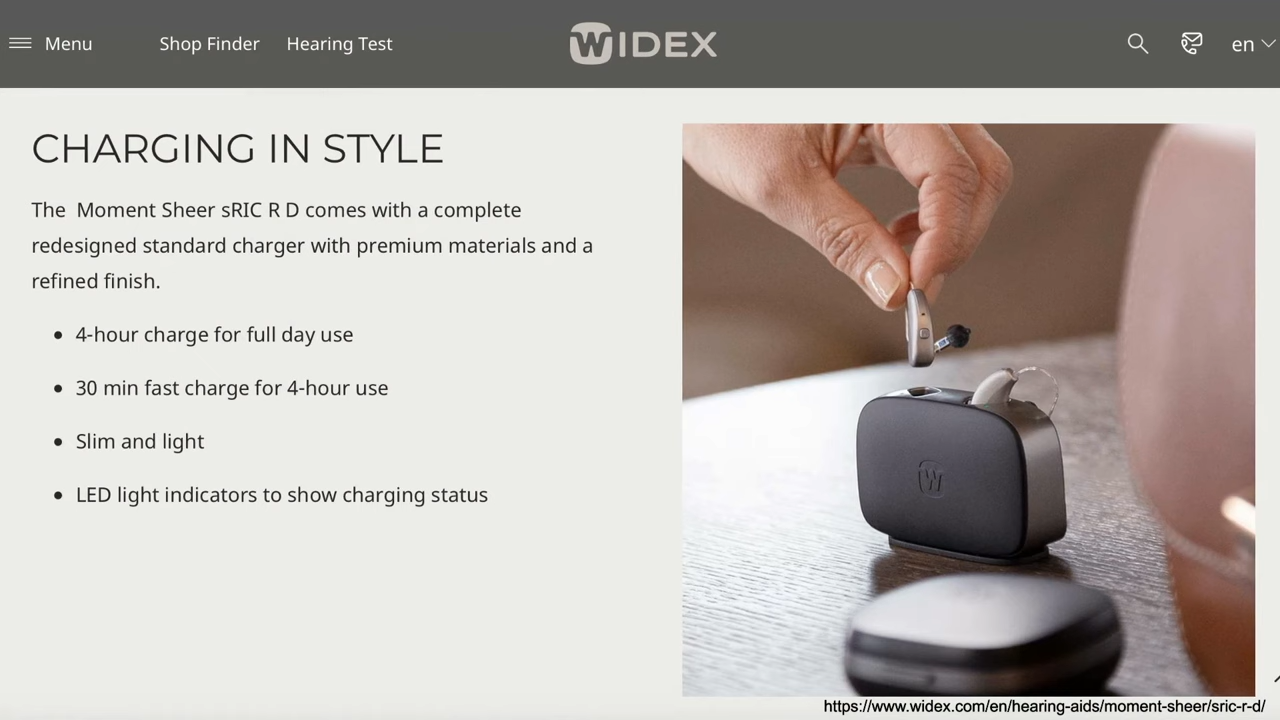 Menu
Shop Finder
Hearing Test
WIDEX
en
CHARGING IN STYLE
The  Moment Sheer sRIC R D comes with a complete
redesigned standard charger with premium materials and a
refined finish.
4-hour charge for full day use
30 min fast charge for 4-hour use
Slim and light
LED light indicators to show charging status
W
https://www.widex.com/en/hearing-aids/moment-sheer/sric-r-d/